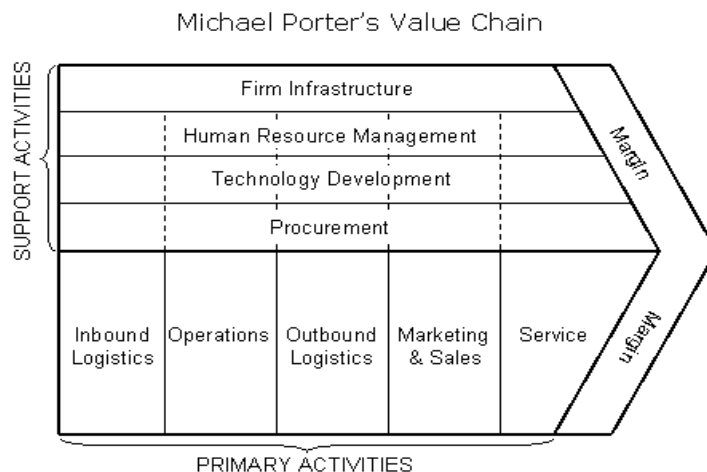 Michael Porter's Value Chain
SUPPORT ACTIVITIES
Firm Infrastructure
Human Resource Management
Technology Development
Procurement
Margin
Inbound
Logistics
Operations
Outbound
Logistics
Marketing
& Sales
Service
Margin
PRIMARY ACTIVITIES